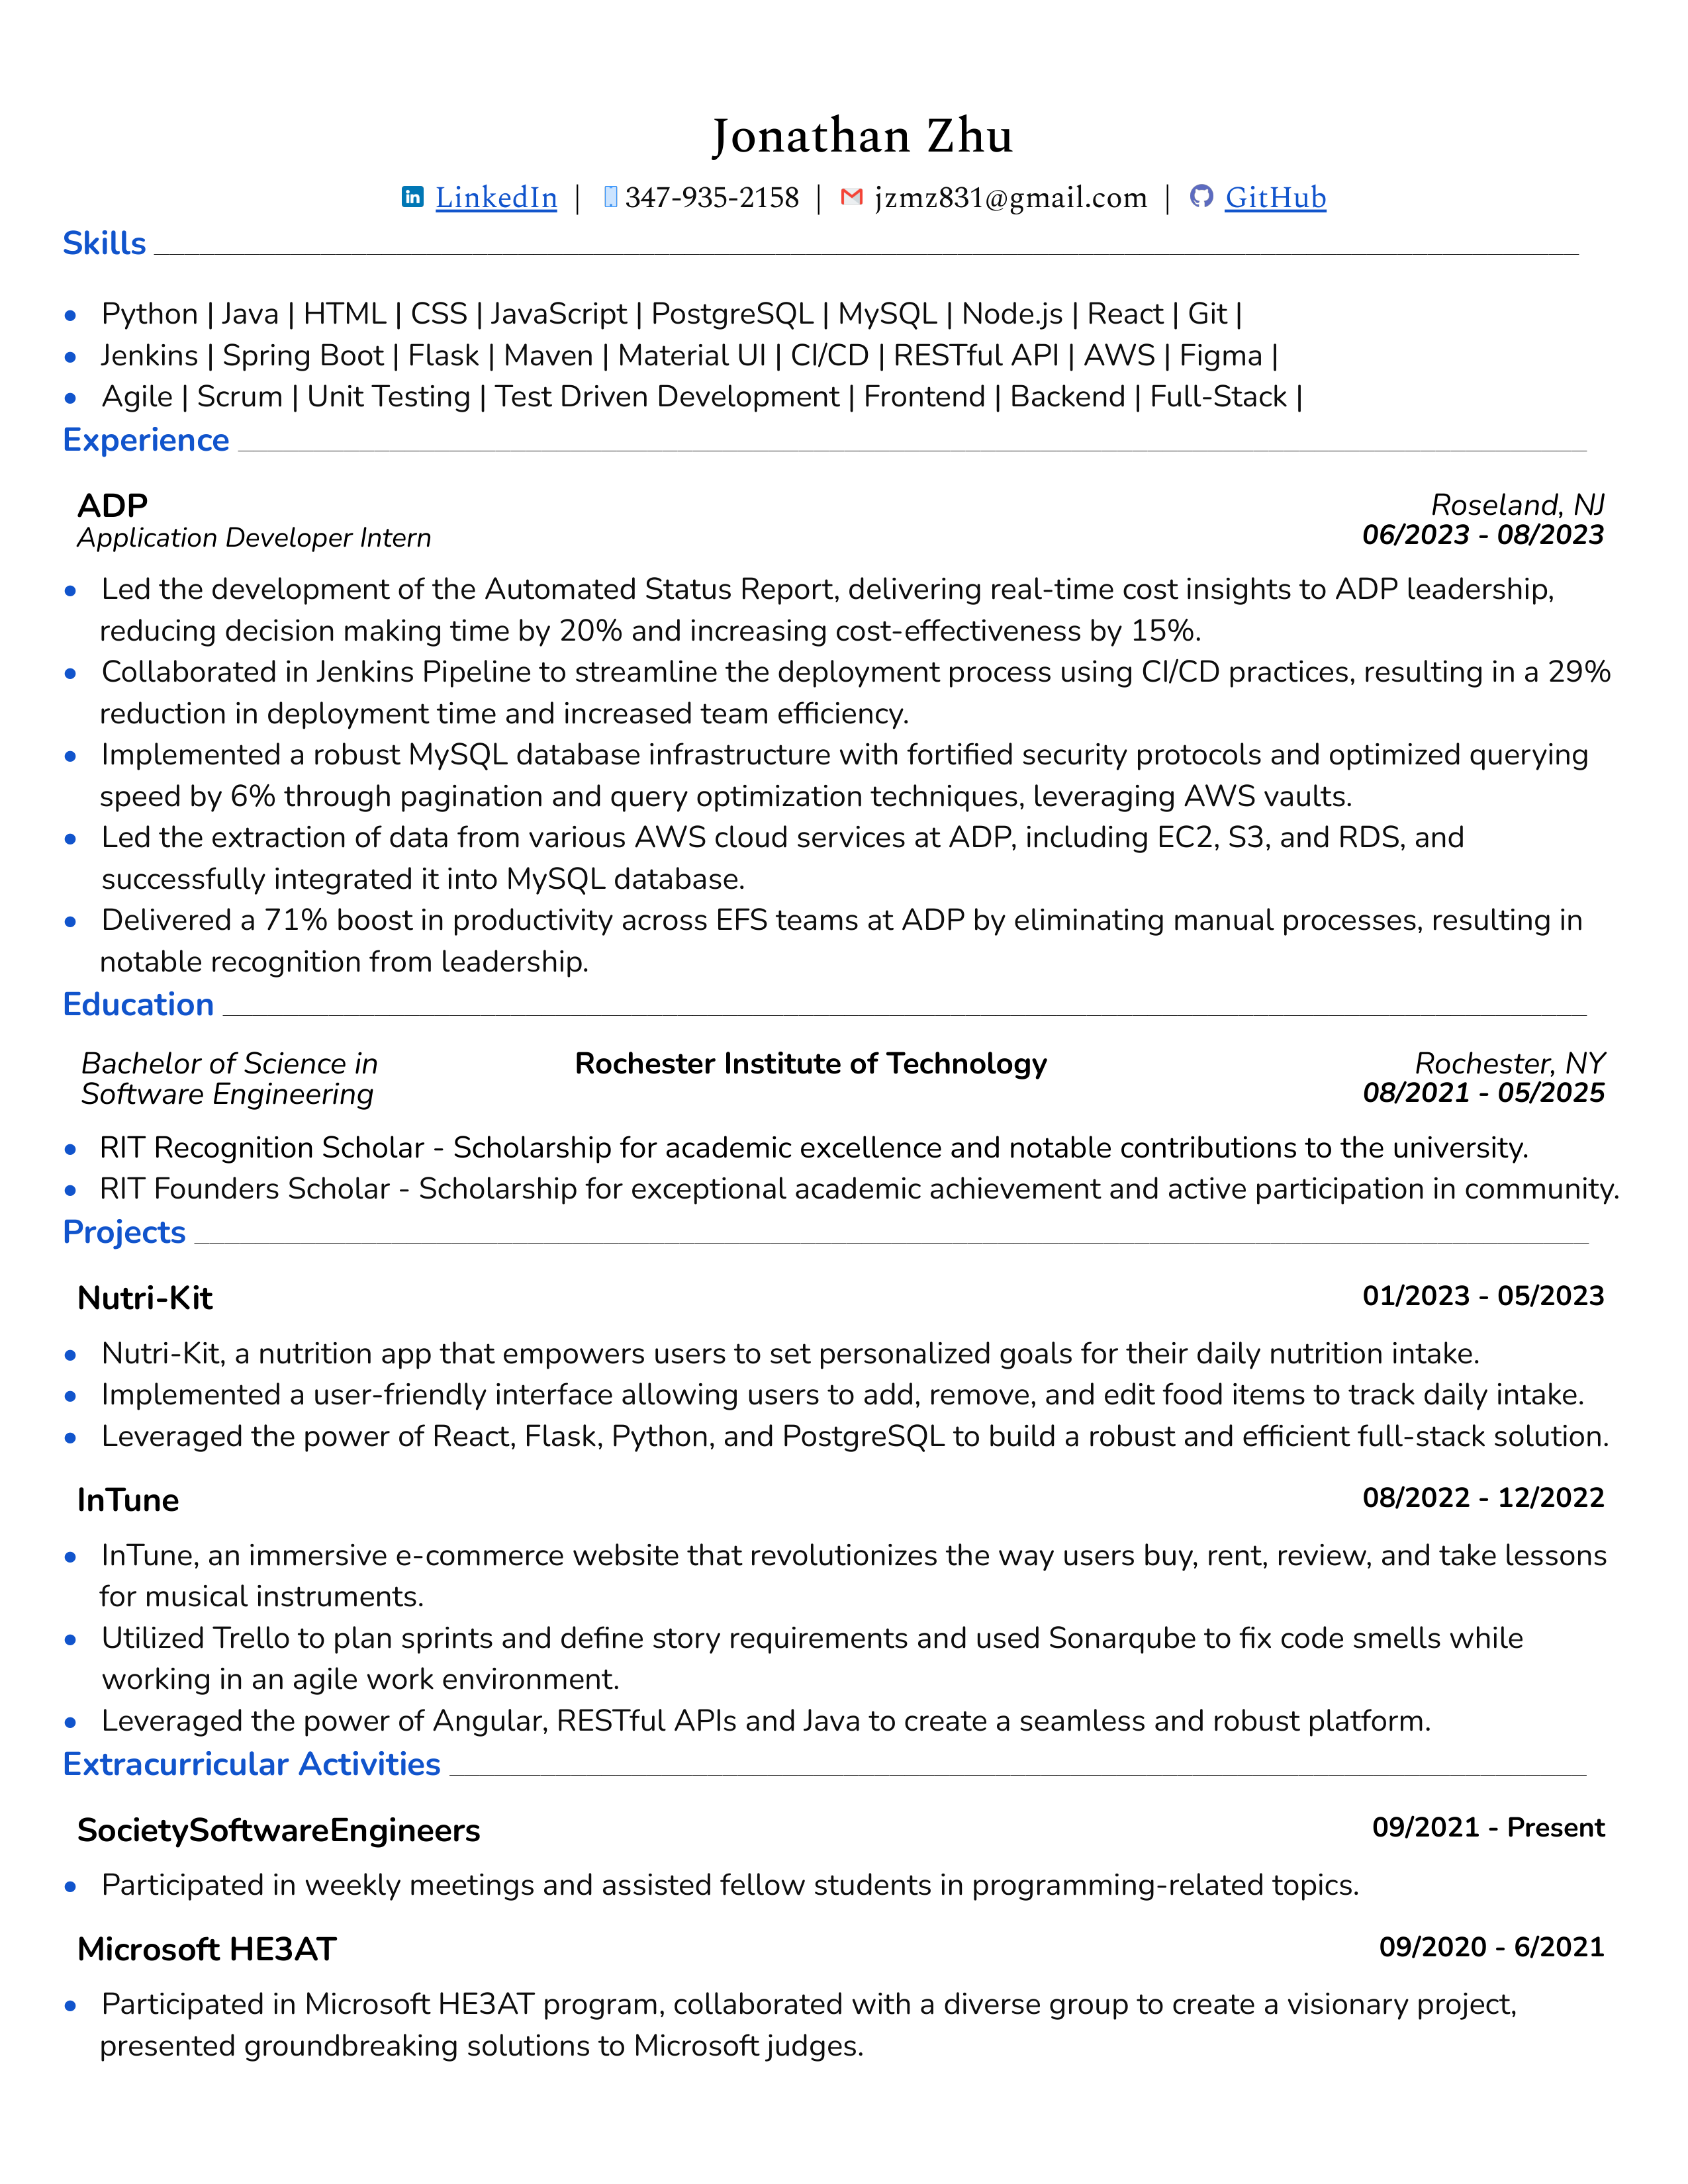 Jonathan Zhu
LinkedIn | 347-935-2158 | jzmz831@gmail.com | GitHub
Skills
Python | Java | HTML | CSS | JavaScript | PostgreSQL | MySQL | Node.js | React | Git |
Jenkins | Spring Boot | Flask | Maven | Material UI | CI/CD | RESTful API | AWS | Figma |
Agile | Scrum | Unit Testing | Test Driven Development | Frontend | Backend | Full-Stack |
Experience
ADP Roseland, NJ
Application Developer Intern 06/2023 - 08/2023
Led the development of the Automated Status Report, delivering real-time cost insights to ADP leadership,
reducing decision making time by 20% and increasing cost-effectiveness by 15%.
Collaborated in Jenkins Pipeline to streamline the deployment process using CI/CD practices, resulting in a 29%
reduction in deployment time and increased team efficiency.
Implemented a robust MySQL database infrastructure with fortified security protocols and optimized querying
speed by 6% through pagination and query optimization techniques, leveraging AWS vaults.
Led the extraction of data from various AWS cloud services at ADP, including EC2, S3, and RDS, and
successfully integrated it into MySQL database.
Delivered a 71% boost in productivity across EFS teams at ADP by eliminating manual processes, resulting in
notable recognition from leadership.
Education
Bachelor of Science in Rochester Institute of Technology Rochester, NY
Software Engineering 08/2021 - 05/2025
RIT Recognition Scholar - Scholarship for academic excellence and notable contributions to the university.
RIT Founders Scholar - Scholarship for exceptional academic achievement and active participation in community.
Projects
Nutri-Kit 01/2023 - 05/2023
Nutri-Kit, a nutrition app that empowers users to set personalized goals for their daily nutrition intake.
Implemented a user-friendly interface allowing users to add, remove, and edit food items to track daily intake.
Leveraged the power of React, Flask, Python, and PostgreSQL to build a robust and efficient full-stack solution.
InTune 08/2022 - 12/2022
InTune, an immersive e-commerce website that revolutionizes the way users buy, rent, review, and take lessons
for musical instruments.
Utilized Trello to plan sprints and define story requirements and used Sonarqube to fix code smells while
working in an agile work environment.
Leveraged the power of Angular, RESTful APIs and Java to create a seamless and robust platform.
Extracurricular Activities
SocietySoftwareEngineers 09/2021 - Present
Participated in weekly meetings and assisted fellow students in programming-related topics.
Microsoft HE3AT 09/2020 - 6/2021
Participated in Microsoft HE3AT program, collaborated with a diverse group to create a visionary project,
presented groundbreaking solutions to Microsoft judges.